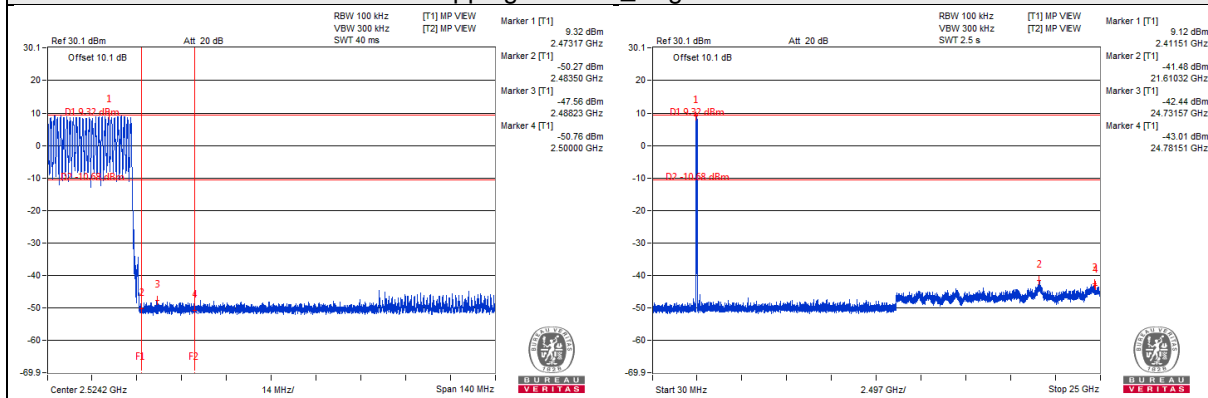 RBW 100 kHz
[T1] MP VIEW
VBW 300 kHz
[T2] MP VIEW
Ref 30.1 dBm
Att 20 dB
SWT 40 ms
Offset 10.1 dB
Marker 1 [T1]
9.32 dBm
2.47317 GHz
Marker 2 [T1]
-50.27 dBm
2.48350 GHz
Marker 3 [T1]
-47.56 dBm
2.48823 GHz
Marker 4 [T1]
-50.76 dBm
2.50000 GHz
30.1
20
10
0
-10
-20
-30
-40
-50
-60
-69.9
1
D1 9.32 dBm
D2 -10.68 dBm
2
3
4
F1
F2
Center 2.5242 GHz
14 MHz/
Span 140 MHz
BUREAU VERITAS
1828
BUREAU
VERITAS
RBW 100 kHz
[T1] MP VIEW
VBW 300 kHz
[T2] MP VIEW
Ref 30.1 dBm
Att 20 dB
SWT 2.5 s
Offset 10.1 dB
Marker 1 [T1]
9.12 dBm
2.41151 GHz
Marker 2 [T1]
-41.48 dBm
21.61032 GHz
Marker 3 [T1]
-42.44 dBm
24.73157 GHz
Marker 4 [T1]
-43.01 dBm
24.78151 GHz
30.1
20
10
0
-10
-20
-30
-40
-50
-60
-69.9
1
D1 9.32 dBm
D2 -10.68 dBm
2
3
4
Start 30 MHz
2.497 GHz/
Stop 25 GHz
BUREAU VERITAS
1828
BUREAU
VERITAS